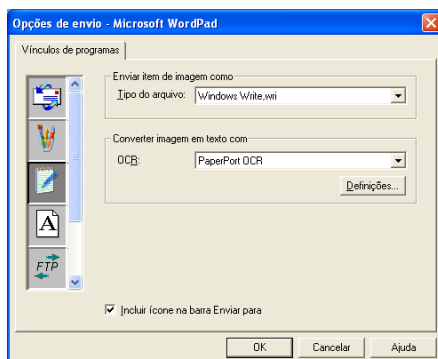 Opções de envio - Microsoft WordPad
Vínculos de programas
Enviar item de imagem como
Tipo do arquivo: Windows Write,wri
Converter imagem em texto com
OCR: PaperPort OCR
Definições...
A
FTP
Incluir ícone na barra Enviar para
OK Cancelar Ajuda